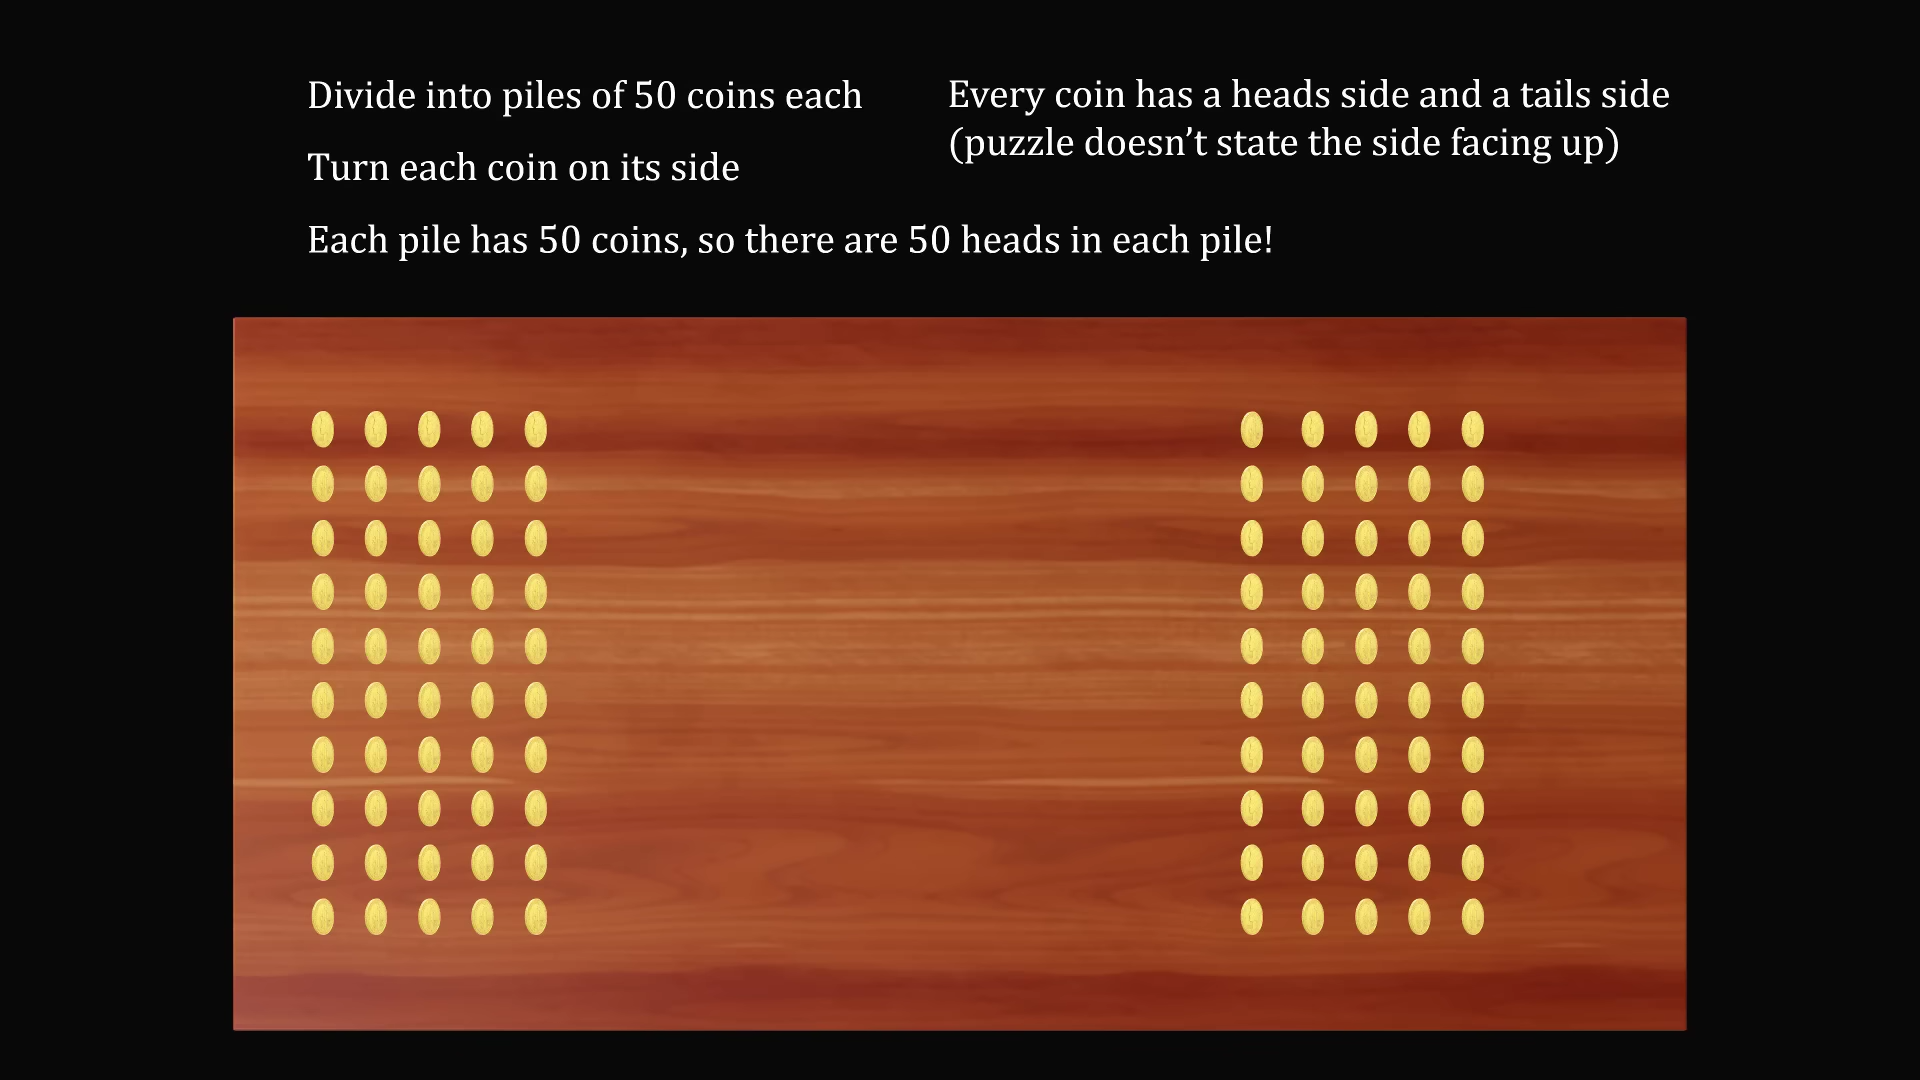 Divide into piles of 50 coins each
Turn each coin on its side
Each pile has 50 coins, so there are 50 heads in each pile!
Every coin has a heads side and a tails side
(puzzle doesn’t state the side facing up)